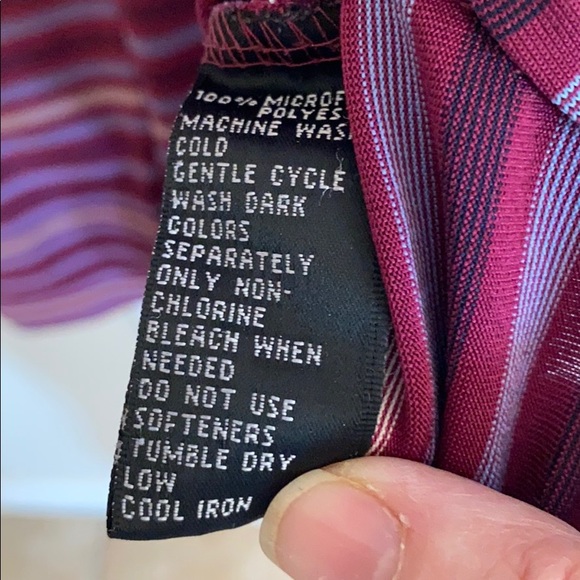 100% MICROF
POLYES
MACHINE WAS
COLD
GENTLE CYCLE
WASH DARK
COLORS
SEPARATELY
ONLY NON-
CHLORINE
BLEACH WHEN
NEEDED
DO NOT USE
SOFTENERS
TUMBLE DRY
LOW
COOL IRON